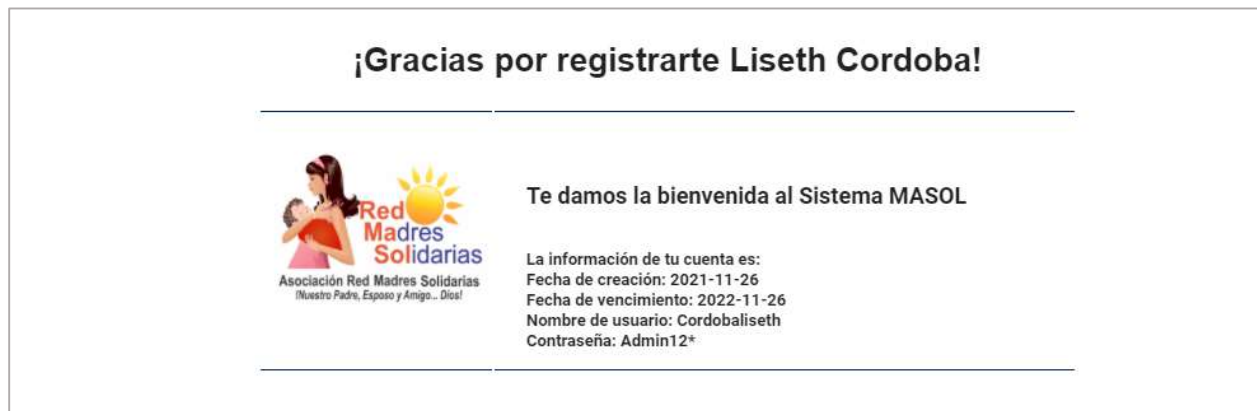 ¡Gracias por registrarte Liseth Cordoba!
Red
Madres
Solidarias
Asociación Red Madres Solidarias
¡Nuestro Padre, Esposo y Amigo... Dios!
Te damos la bienvenida al Sistema MASOL
La información de tu cuenta es:
Fecha de creación: 2021-11-26
Fecha de vencimiento: 2022-11-26
Nombre de usuario: Cordobaliseth
Contraseña: Admin12*